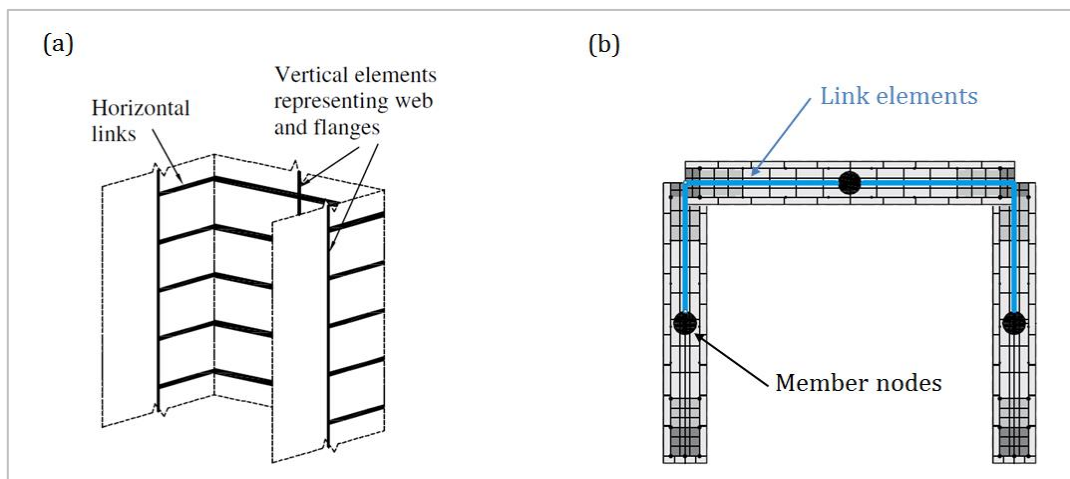 (a)
Vertical elements
representing web
and flanges
Horizontal
links
(b)
Link elements
Member nodes